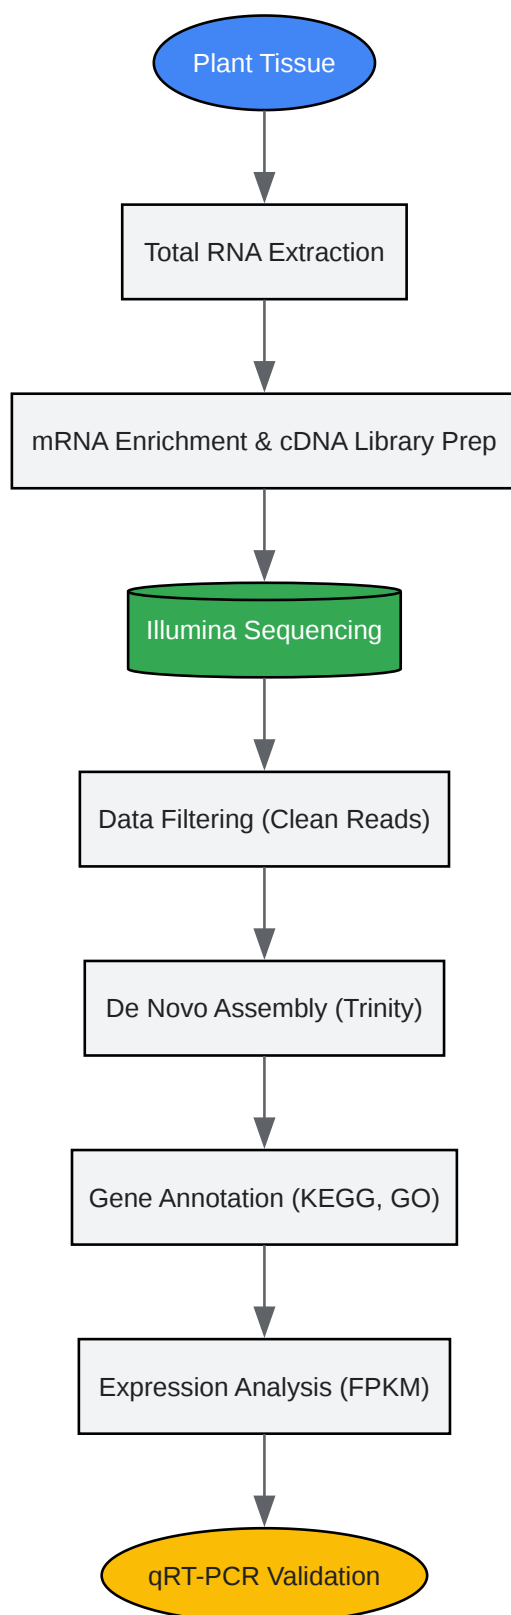 Plant Tissue
Total RNA Extraction
mRNA Enrichment & cDNA Library Prep
Illumina Sequencing
Data Filtering (Clean Reads)
De Novo Assembly (Trinity)
Gene Annotation (KEGG, GO)
Expression Analysis (FPKM)
qRT-PCR Validation